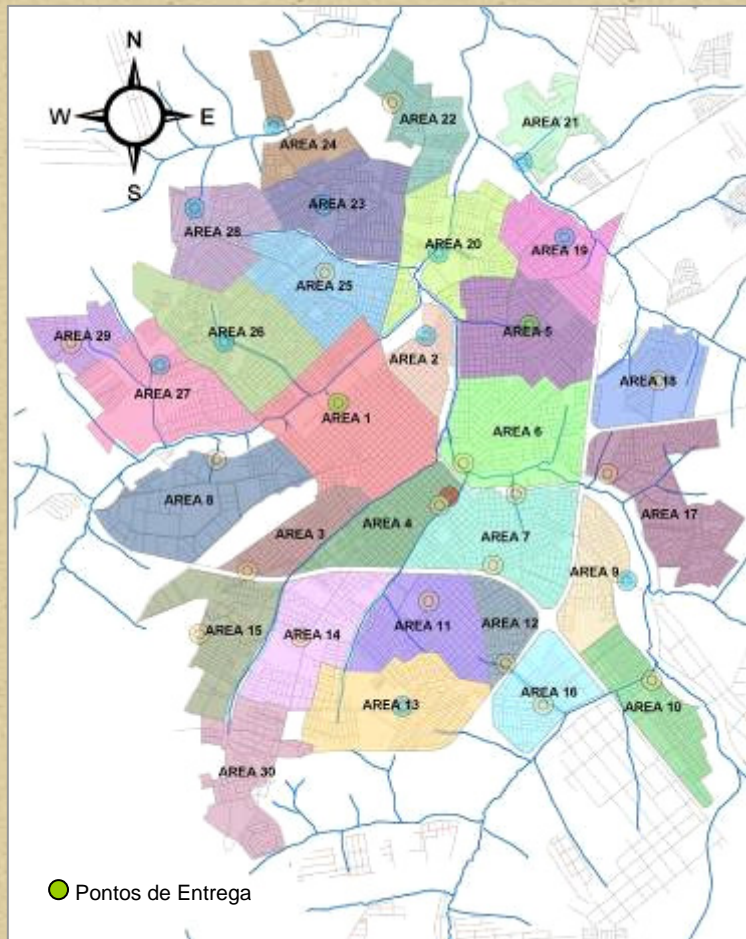 N
W E
S
AREA 22
AREA 21
AREA 24
AREA 23
AREA 28
AREA 20
AREA 19
AREA 25
AREA 26
AREA 5
AREA 29
AREA 2
AREA 27
AREA 18
AREA 1
AREA 6
AREA 8
AREA 17
AREA 3
AREA 4
AREA 7
AREA 9
AREA 15
AREA 14
AREA 11
AREA 12
AREA 16
AREA 13
AREA 10
AREA 30
Pontos de Entrega